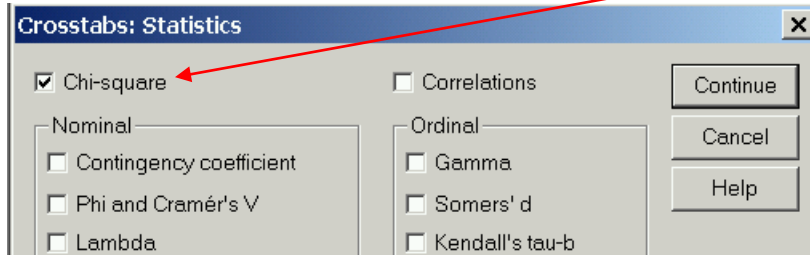 Crosstabs: Statistics
Chi-square
Correlations
Continue
Nominal
Ordinal
Cancel
Contingency coefficient
Gamma
Help
Phi and Cramér's V
Somers' d
Lambda
Kendall's tau-b